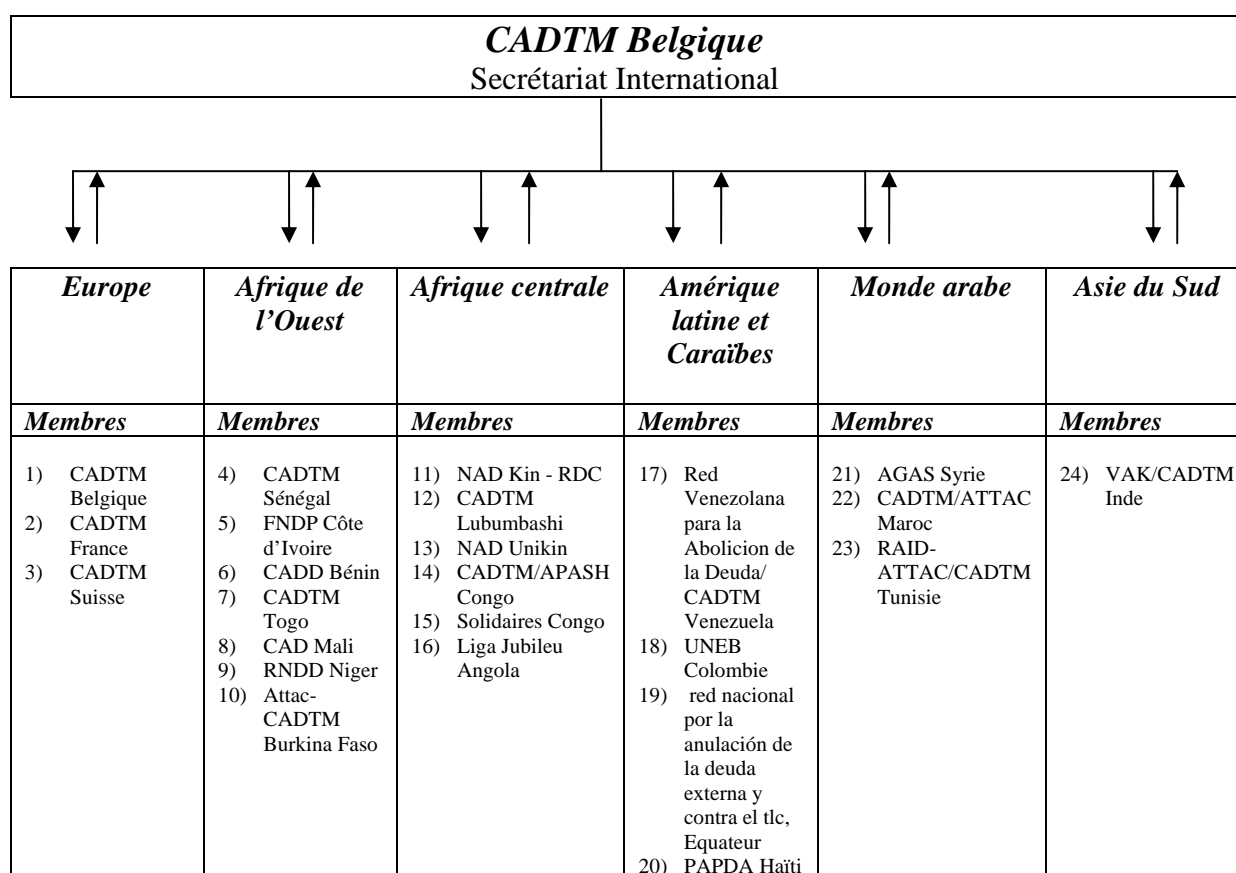 CADTM Belgique
Secrétariat International
Europe
Afrique de
l’Ouest
Afrique centrale
Amérique
latine et
Caraïbes
Monde arabe
Asie du Sud
Membres
Membres
Membres
Membres
Membres
Membres
1) CADTM
Belgique
2) CADTM
France
3) CADTM
Suisse
4) CADTM
Sénégal
5) FNDP Côte
d’Ivoire
6) CADD Bénin
7) CADTM
Togo
8) CAD Mali
9) RNDD Niger
10) Attac-
CADTM
Burkina Faso
11) NAD Kin - RDC
12) CADTM
Lubumbashi
13) NAD Unikin
14) CADTM/APASH
Congo
15) Solidaires Congo
16) Liga Jubileu
Angola
17) Red
Venezolana
para la
Abolicion de
la Deuda/
CADTM
Venezuela
18) UNEB
Colombie
19) red nacional
por la
anulación de
la deuda
externa y
contra el tlc,
Equateur
20) PAPDA Haïti
21) AGAS Syrie
22) CADTM/ATTAC
Maroc
23) RAID-
ATTAC/CADTM
Tunisie
24) VAK/CADTM
Inde